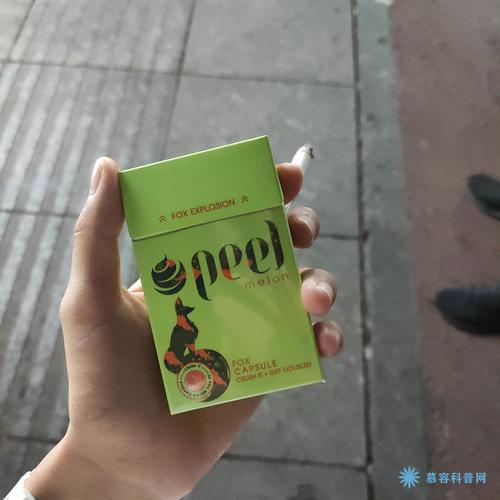 FOX EXPLOSION
peel
melon
FOX
CAPSULE
CRUSH IT • GET DOUBLED
慕容科普网